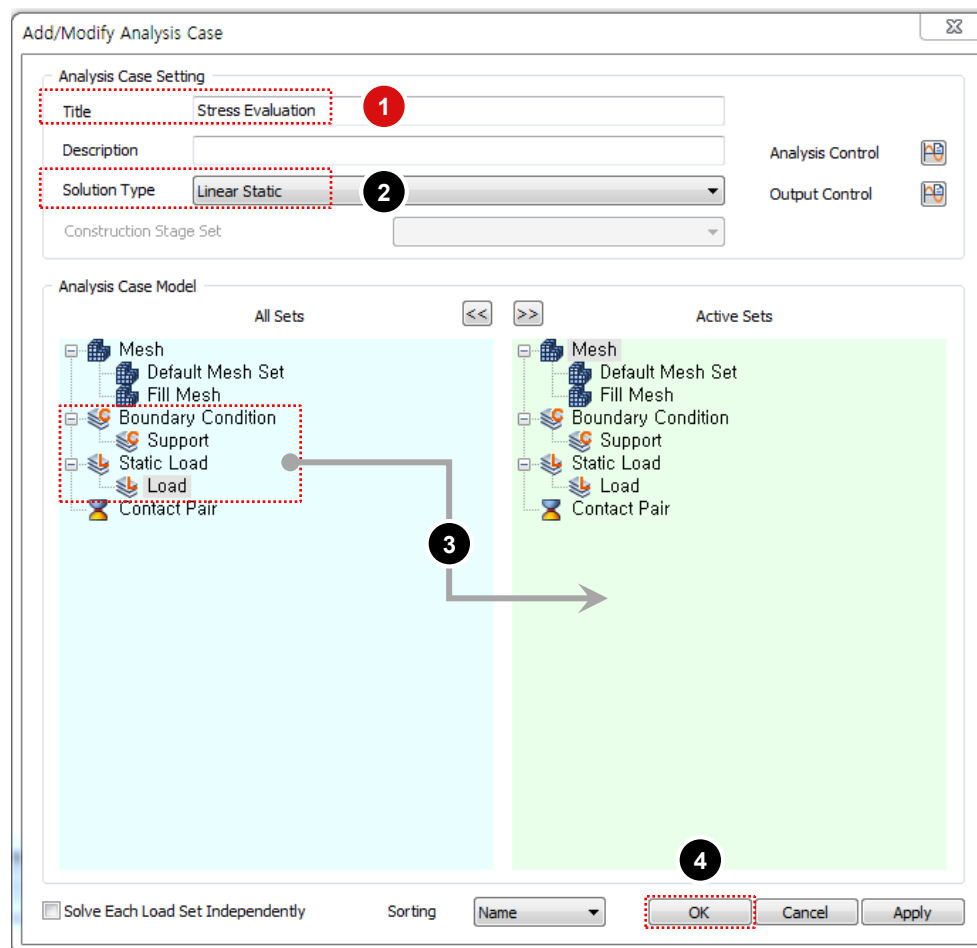 Add/Modify Analysis Case
Analysis Case Setting
Title Stress Evaluation 1
Description
Analysis Control
Solution Type Linear Static 2
Output Control
Construction Stage Set
Analysis Case Model
All Sets << >> Active Sets
Mesh
Default Mesh Set
Fill Mesh
Boundary Condition
Support
Static Load
Load
Contact Pair
Mesh
Default Mesh Set
Fill Mesh
Boundary Condition
Support
Static Load
Load
Contact Pair
3
4
Solve Each Load Set Independently Sorting Name OK Cancel Apply